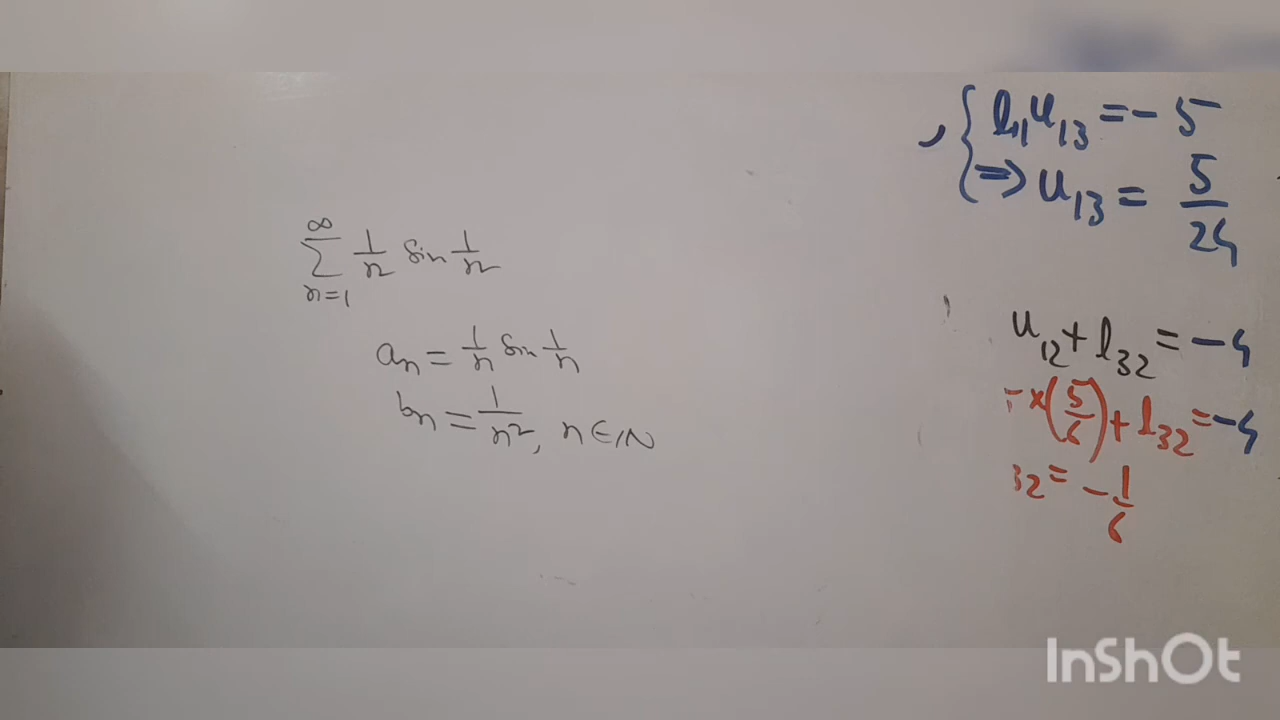 ∑_{n=1}^{∞} 1/n sin 1/n
a_n = 1/n sin 1/n
b_n = 1/n², n∈ℕ
, { l_11 u_13 = - 5
⇒ u_13 = 5/24
u_12 + l_32 = -4
×(5/6) + l_32 = -4
32 = -1/6
InShOt